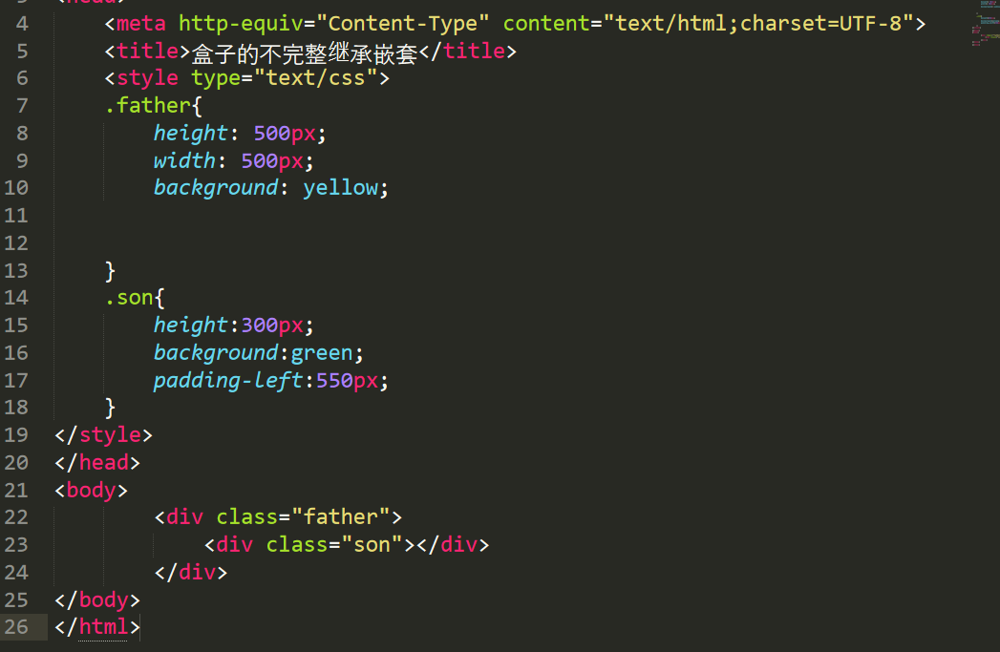 <head>
4 <meta http-equiv="Content-Type" content="text/html;charset=UTF-8">
5 <title>盒子的不完整继承嵌套</title>
6 <style type="text/css">
7 .father{
8 height: 500px;
9 width: 500px;
10 background: yellow;
11
12
13 }
14 .son{
15 height:300px;
16 background:green;
17 padding-left:550px;
18 }
19 </style>
20 </head>
21 <body>
22 <div class="father">
23 <div class="son"></div>
24 </div>
25 </body>
26 </html>